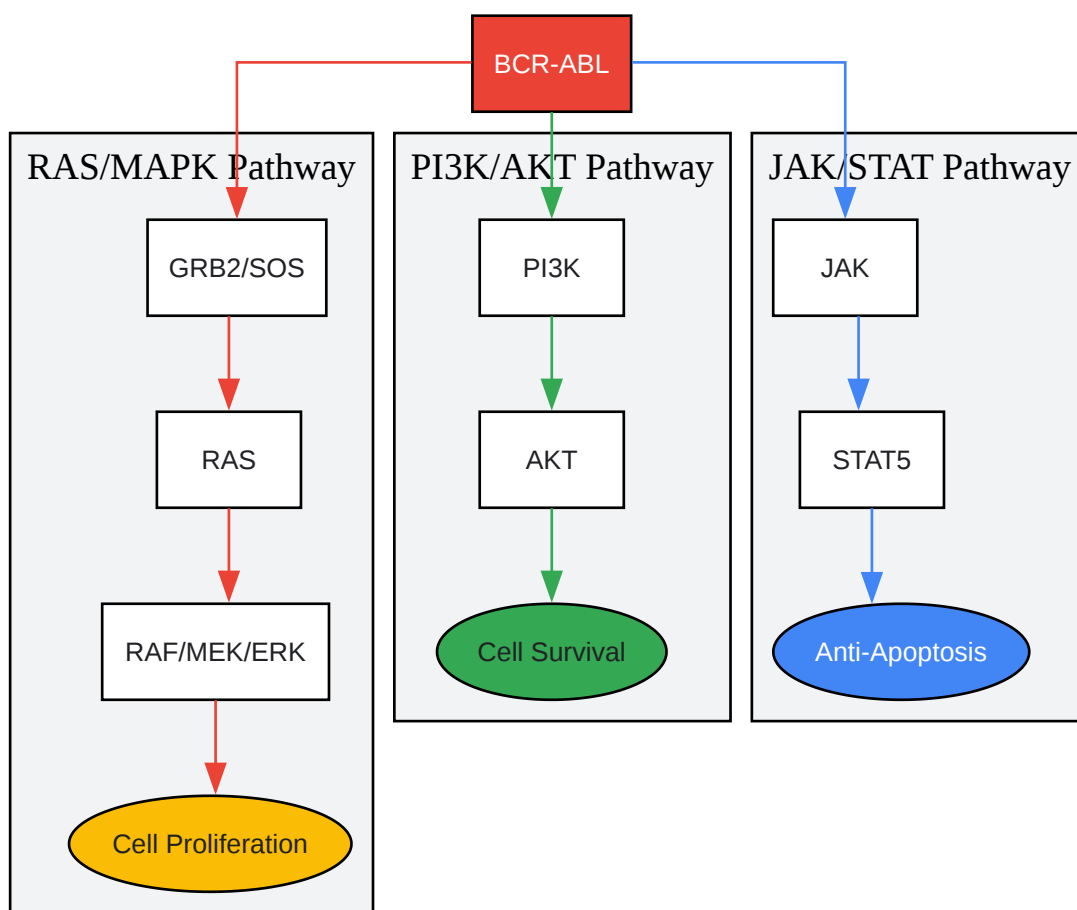 BCR-ABL
RAS/MAPK Pathway
GRB2/SOS
RAS
RAF/MEK/ERK
Cell Proliferation
PI3K/AKT Pathway
PI3K
AKT
Cell Survival
JAK/STAT Pathway
JAK
STAT5
Anti-Apoptosis